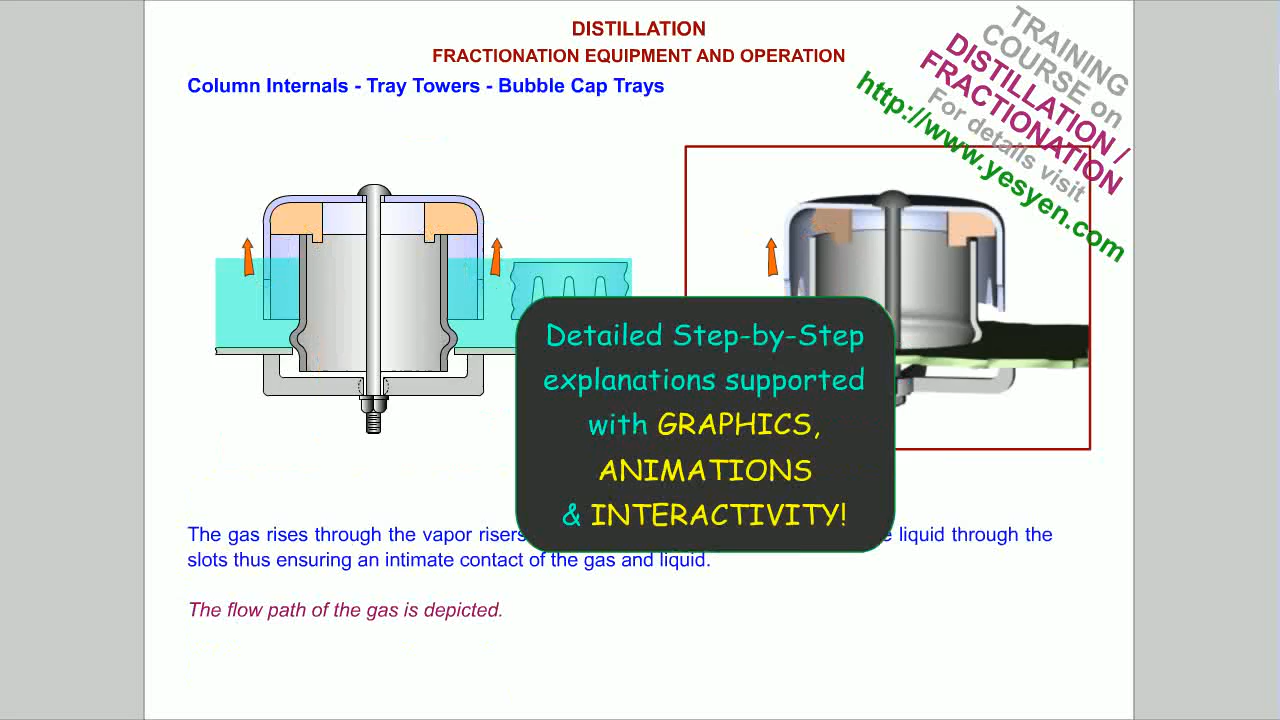 DISTILLATION
FRACTIONATION EQUIPMENT AND OPERATION
Column Internals - Tray Towers - Bubble Cap Trays
TRAINING
COURSE on
DISTILLATION /
FRACTIONATION
For details visit
http://www.yesyen.com
Detailed Step-by-Step
explanations supported
with GRAPHICS,
ANIMATIONS
& INTERACTIVITY!
The gas rises through the vapor risers liquid through the
slots thus ensuring an intimate contact of the gas and liquid.
The flow path of the gas is depicted.